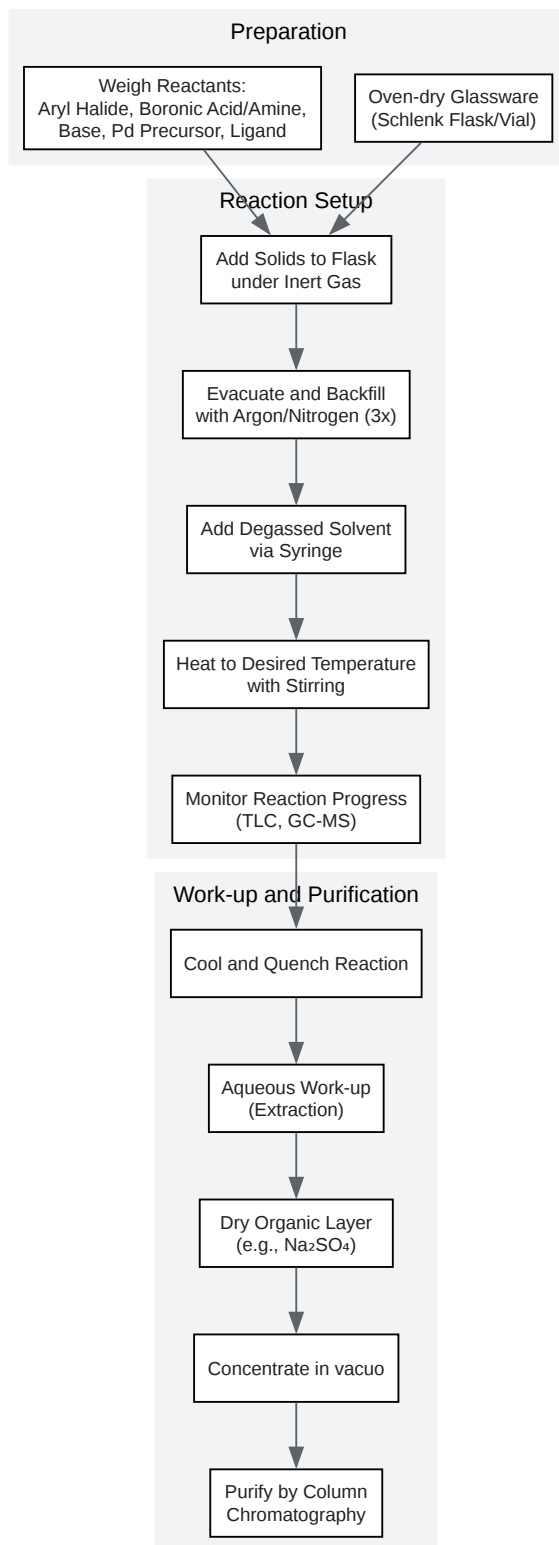 Preparation
Weigh Reactants:
Aryl Halide, Boronic Acid/Amine,
Base, Pd Precursor, Ligand
Oven-dry Glassware
(Schlenk Flask/Vial)
Reaction Setup
Add Solids to Flask
under Inert Gas
Evacuate and Backfill
with Argon/Nitrogen (3x)
Add Degassed Solvent
via Syringe
Heat to Desired Temperature
with Stirring
Monitor Reaction Progress
(TLC, GC-MS)
Work-up and Purification
Cool and Quench Reaction
Aqueous Work-up
(Extraction)
Dry Organic Layer
(e.g., Na₂SO₄)
Concentrate in vacuo
Purify by Column
Chromatography